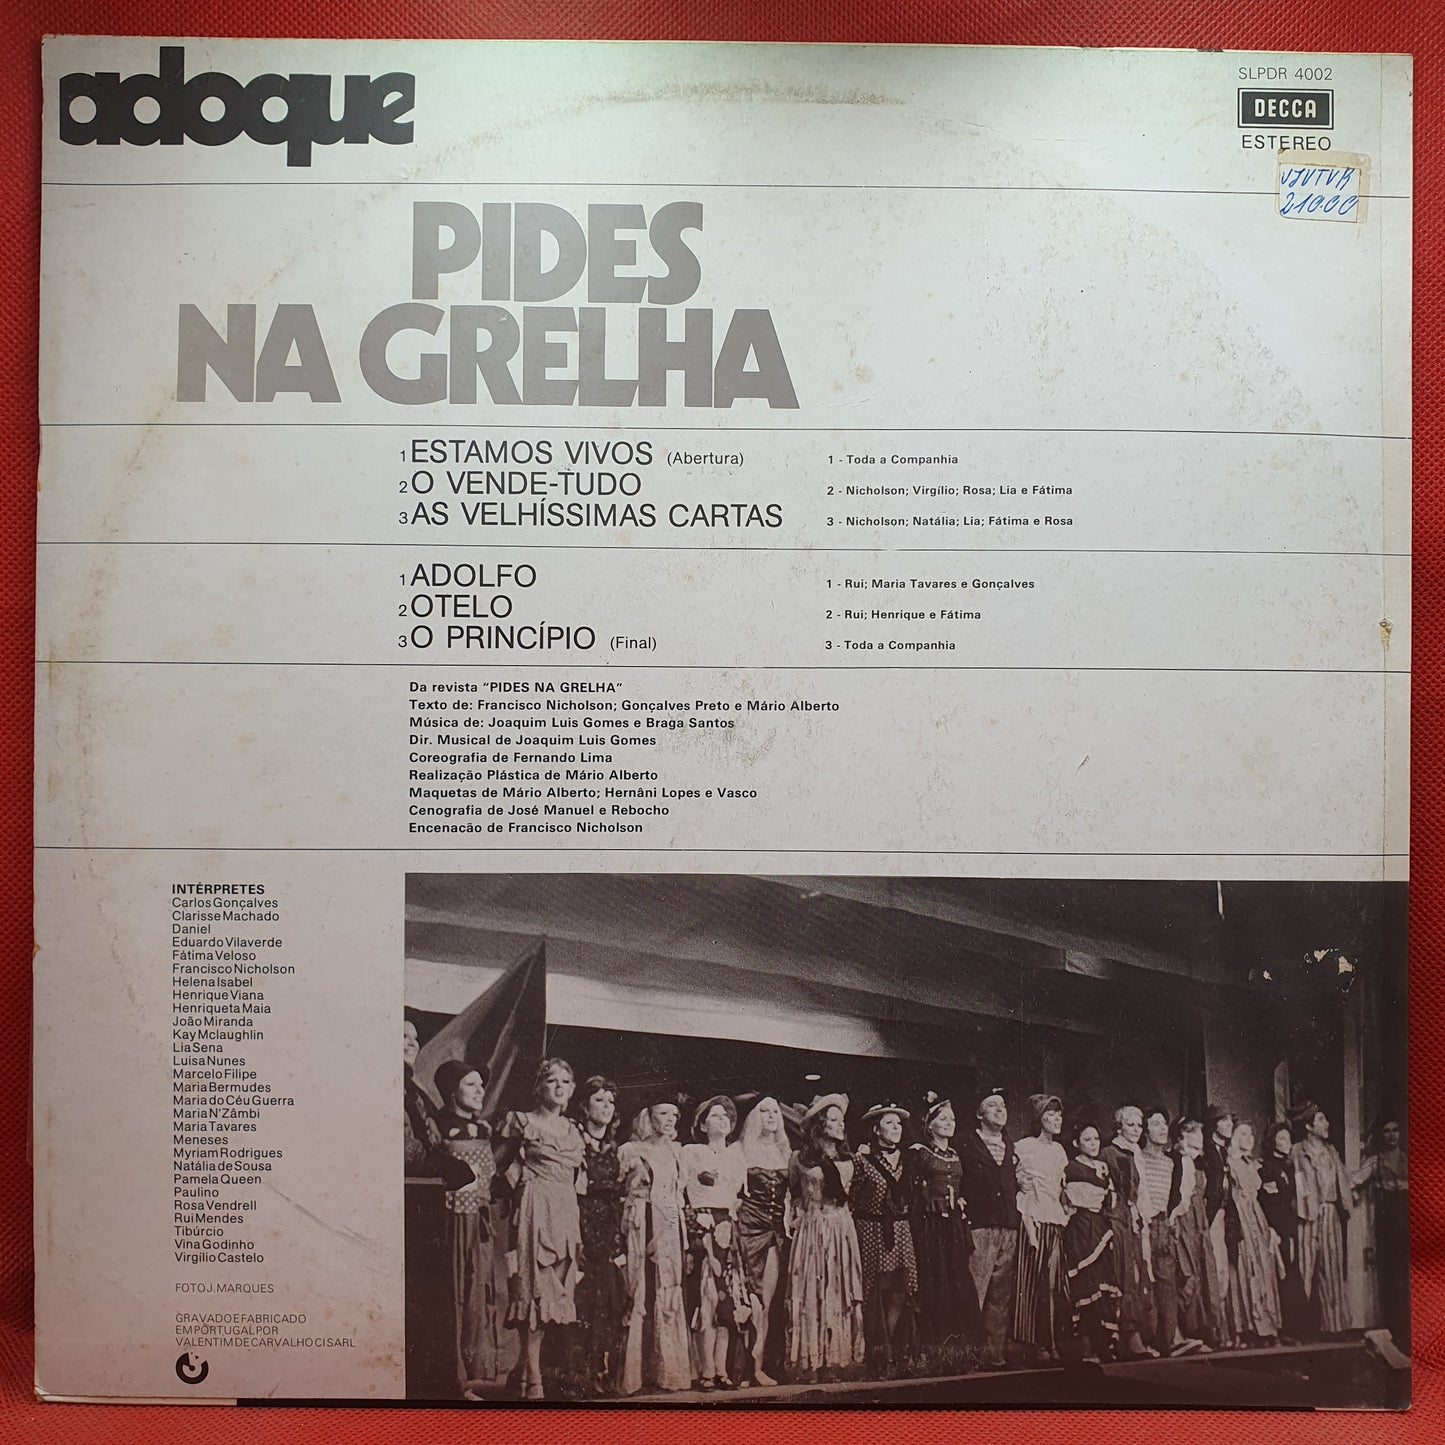 adoque
SLPDR 4002
DECCA
ESTEREO
21000
PIDES
NA GRELHA
1 ESTAMOS VIVOS (Abertura)
1 - Toda a Companhia
2 O VENDE-TUDO
2 - Nicholson; Virgílio; Rosa; Lia e Fátima
3 AS VELHÍSSIMAS CARTAS
3 - Nicholson; Natália; Lia; Fátima e Rosa
1 ADOLFO
1 - Rui; Maria Tavares e Gonçalves
2 OTELO
2 - Rui; Henrique e Fátima
3 O PRINCÍPIO (Final)
3 - Toda a Companhia
Da revista “PIDES NA GRELHA”
Texto de: Francisco Nicholson; Gonçalves Preto e Mário Alberto
Música de: Joaquim Luis Gomes e Braga Santos
Dir. Musical de Joaquim Luis Gomes
Coreografia de Fernando Lima
Realização Plástica de Mário Alberto
Maquetas de Mário Alberto; Hernâni Lopes e Vasco
Cenografia de José Manuel e Rebocho
Encenacão de Francisco Nicholson
INTÉRPRETES
Carlos Gonçalves
Clarisse Machado
Daniel
Eduardo Vilaverde
Fátima Veloso
Francisco Nicholson
Helena Isabel
Henrique Viana
Henriqueta Maia
João Miranda
Kay Mclaughlin
Lia Sena
Luisa Nunes
Marcelo Filipe
Maria Bermudes
Maria do Céu Guerra
Maria N'Zâmbi
Maria Tavares
Meneses
Myriam Rodrigues
Natália de Sousa
Pamela Queen
Paulino
Rosa Vendrell
Rui Mendes
Tibúrcio
Vina Godinho
Virgílio Castelo
FOTO J. MARQUES
GRAVADO E FABRICADO
EM PORTUGAL POR
VALENTIM DE CARVALHO CI SARL